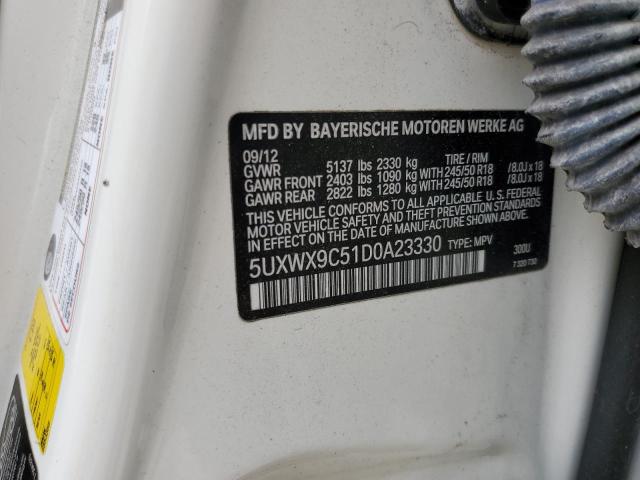 MFD BY BAYERISCHE MOTOREN WERKE AG
09/12
GVWR 5137 lbs 2330 kg TIRE / RIM
GAWR FRONT 2403 lbs 1090 kg WITH 245/50 R18 /8.0J x 18
GAWR REAR 2822 lbs 1280 kg WITH 245/50 R18 /8.0J x 18
THIS VEHICLE CONFORMS TO ALL APPLICABLE U.S. FEDERAL
MOTOR VEHICLE SAFETY AND THEFT PREVENTION STANDARDS
IN EFFECT ON THE DATE OF MANUFACTURE SHOWN ABOVE.
5UXWX9C51D0A23330 TYPE: MPV 300U